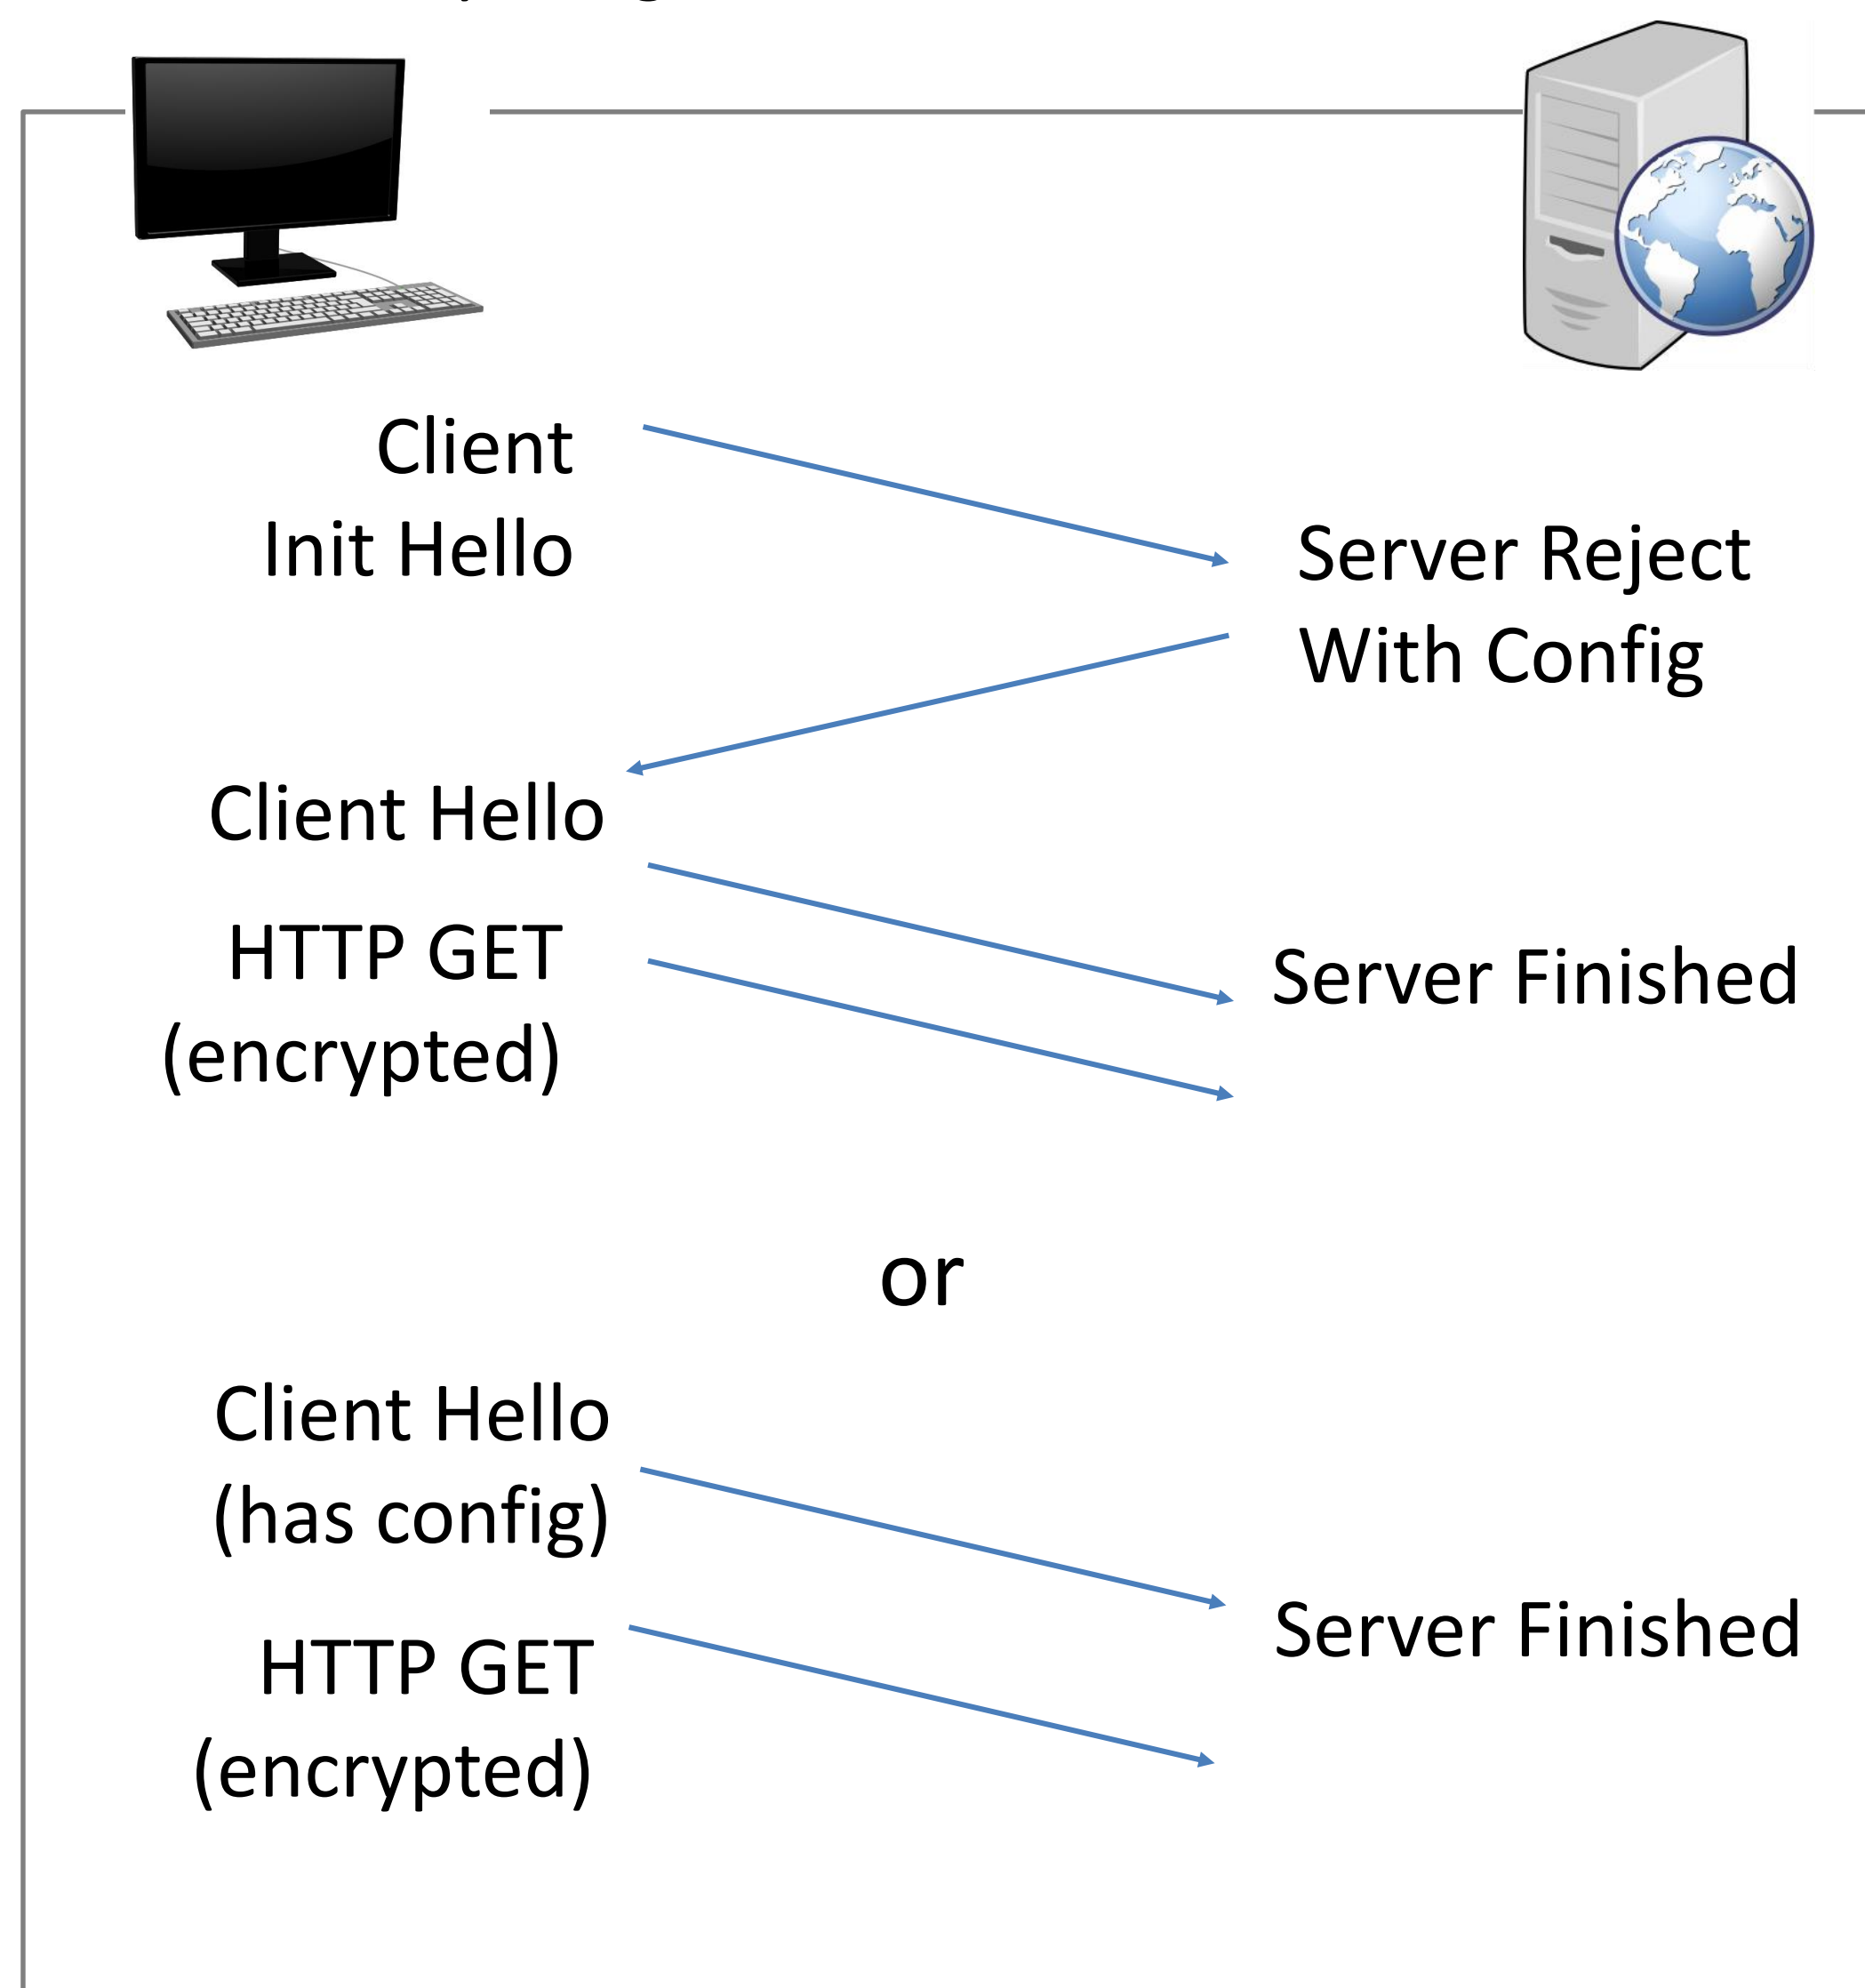 Client
Init Hello
Server Reject
With Config
Client Hello
HTTP GET
(encrypted)
Server Finished
or
Client Hello
(has config)
Server Finished
HTTP GET
(encrypted)